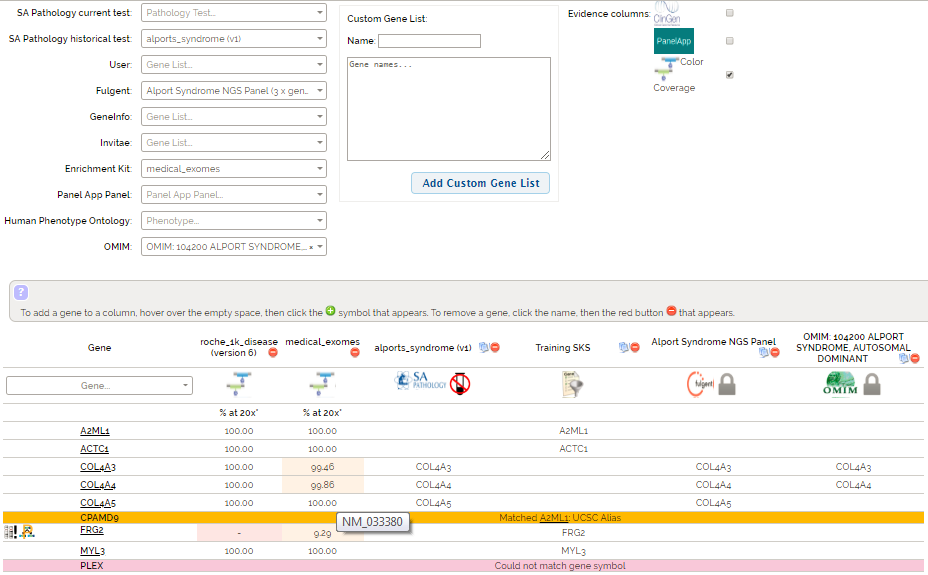 SA Pathology current test: Pathology Test...
SA Pathology historical test: alports_syndrome (v1)
User: Gene List...
Fulgent: Alport Syndrome NGS Panel (3 x gen..
GeneInfo: Gene List...
Invitae: Gene List...
Enrichment Kit: medical_exomes
Panel App Panel: Panel App Panel...
Human Phenotype Ontology: Phenotype...
OMIM: OMIM: 104200 ALPORT SYNDROME,... ×
Custom Gene List:
Name:
Gene names...
Add Custom Gene List
Evidence columns: ClinGen
PanelApp
Color
Coverage
?
To add a gene to a column, hover over the empty space, then click the symbol that appears. To remove a gene, click the name, then the red button that appears.
Gene roche_1k_disease (version 6) medical_exomes alports_syndrome (v1) Training SKS Alport Syndrome NGS Panel OMIM: 104200 ALPORT SYNDROME, AUTOSOMAL DOMINANT
Gene... SA PATHOLOGY Gene fulgent OMIM
% at 20x* % at 20x*
A2ML1 100.00 100.00 A2ML1
ACTC1 100.00 100.00 ACTC1
COL4A3 100.00 99.46 COL4A3 COL4A3 COL4A3
COL4A4 100.00 99.86 COL4A4 COL4A4 COL4A4
COL4A5 100.00 100.00 COL4A5 COL4A5
CPAMD9 Matched A2ML1: UCSC Alias
NM_033380
FRG2 - 9.29 FRG2
MYL3 100.00 100.00 MYL3
PLEX Could not match gene symbol